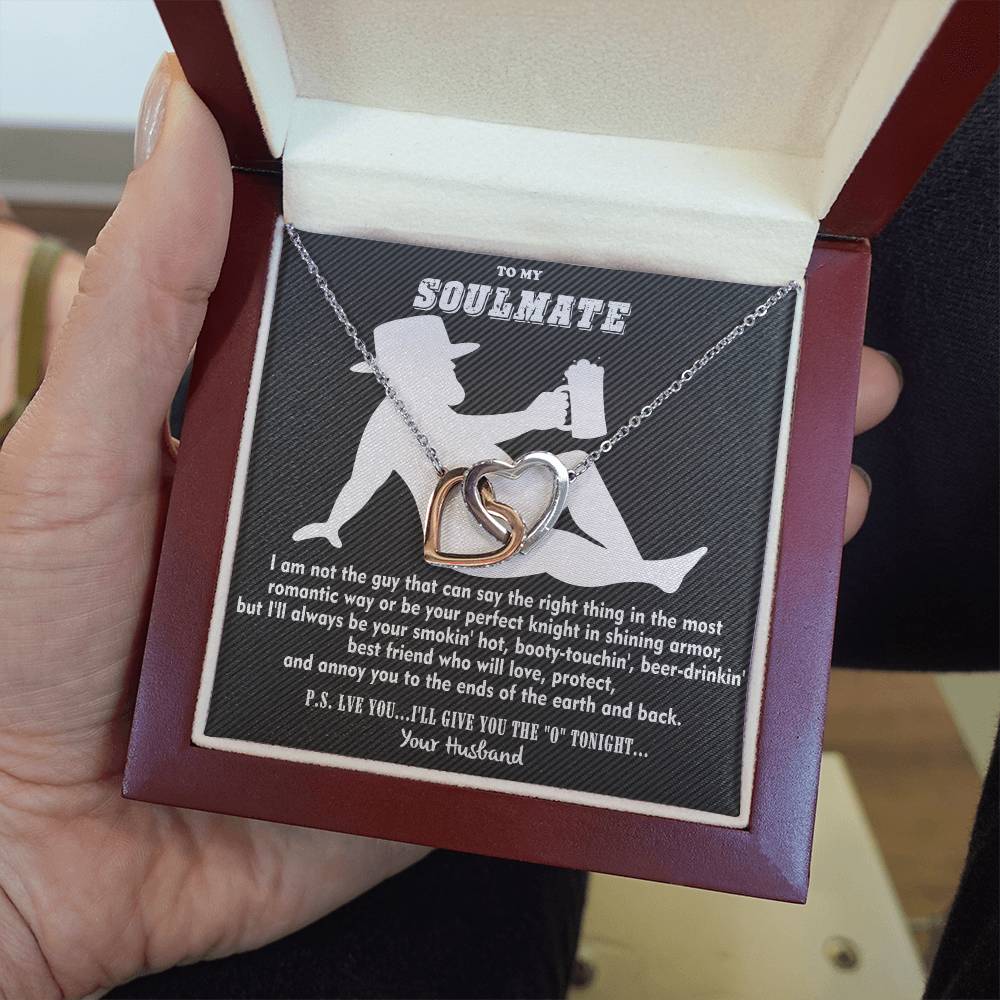 TO MY
SOULMATE
I am not the guy that can say the right thing in the most
romantic way or be your perfect knight in shining armor,
but I'll always be your smokin' hot, booty-touchin', beer-drinkin'
best friend who will love, protect,
and annoy you to the ends of the earth and back.
P.S. LVE YOU...I'LL GIVE YOU THE "O" TONIGHT...
Your Husband